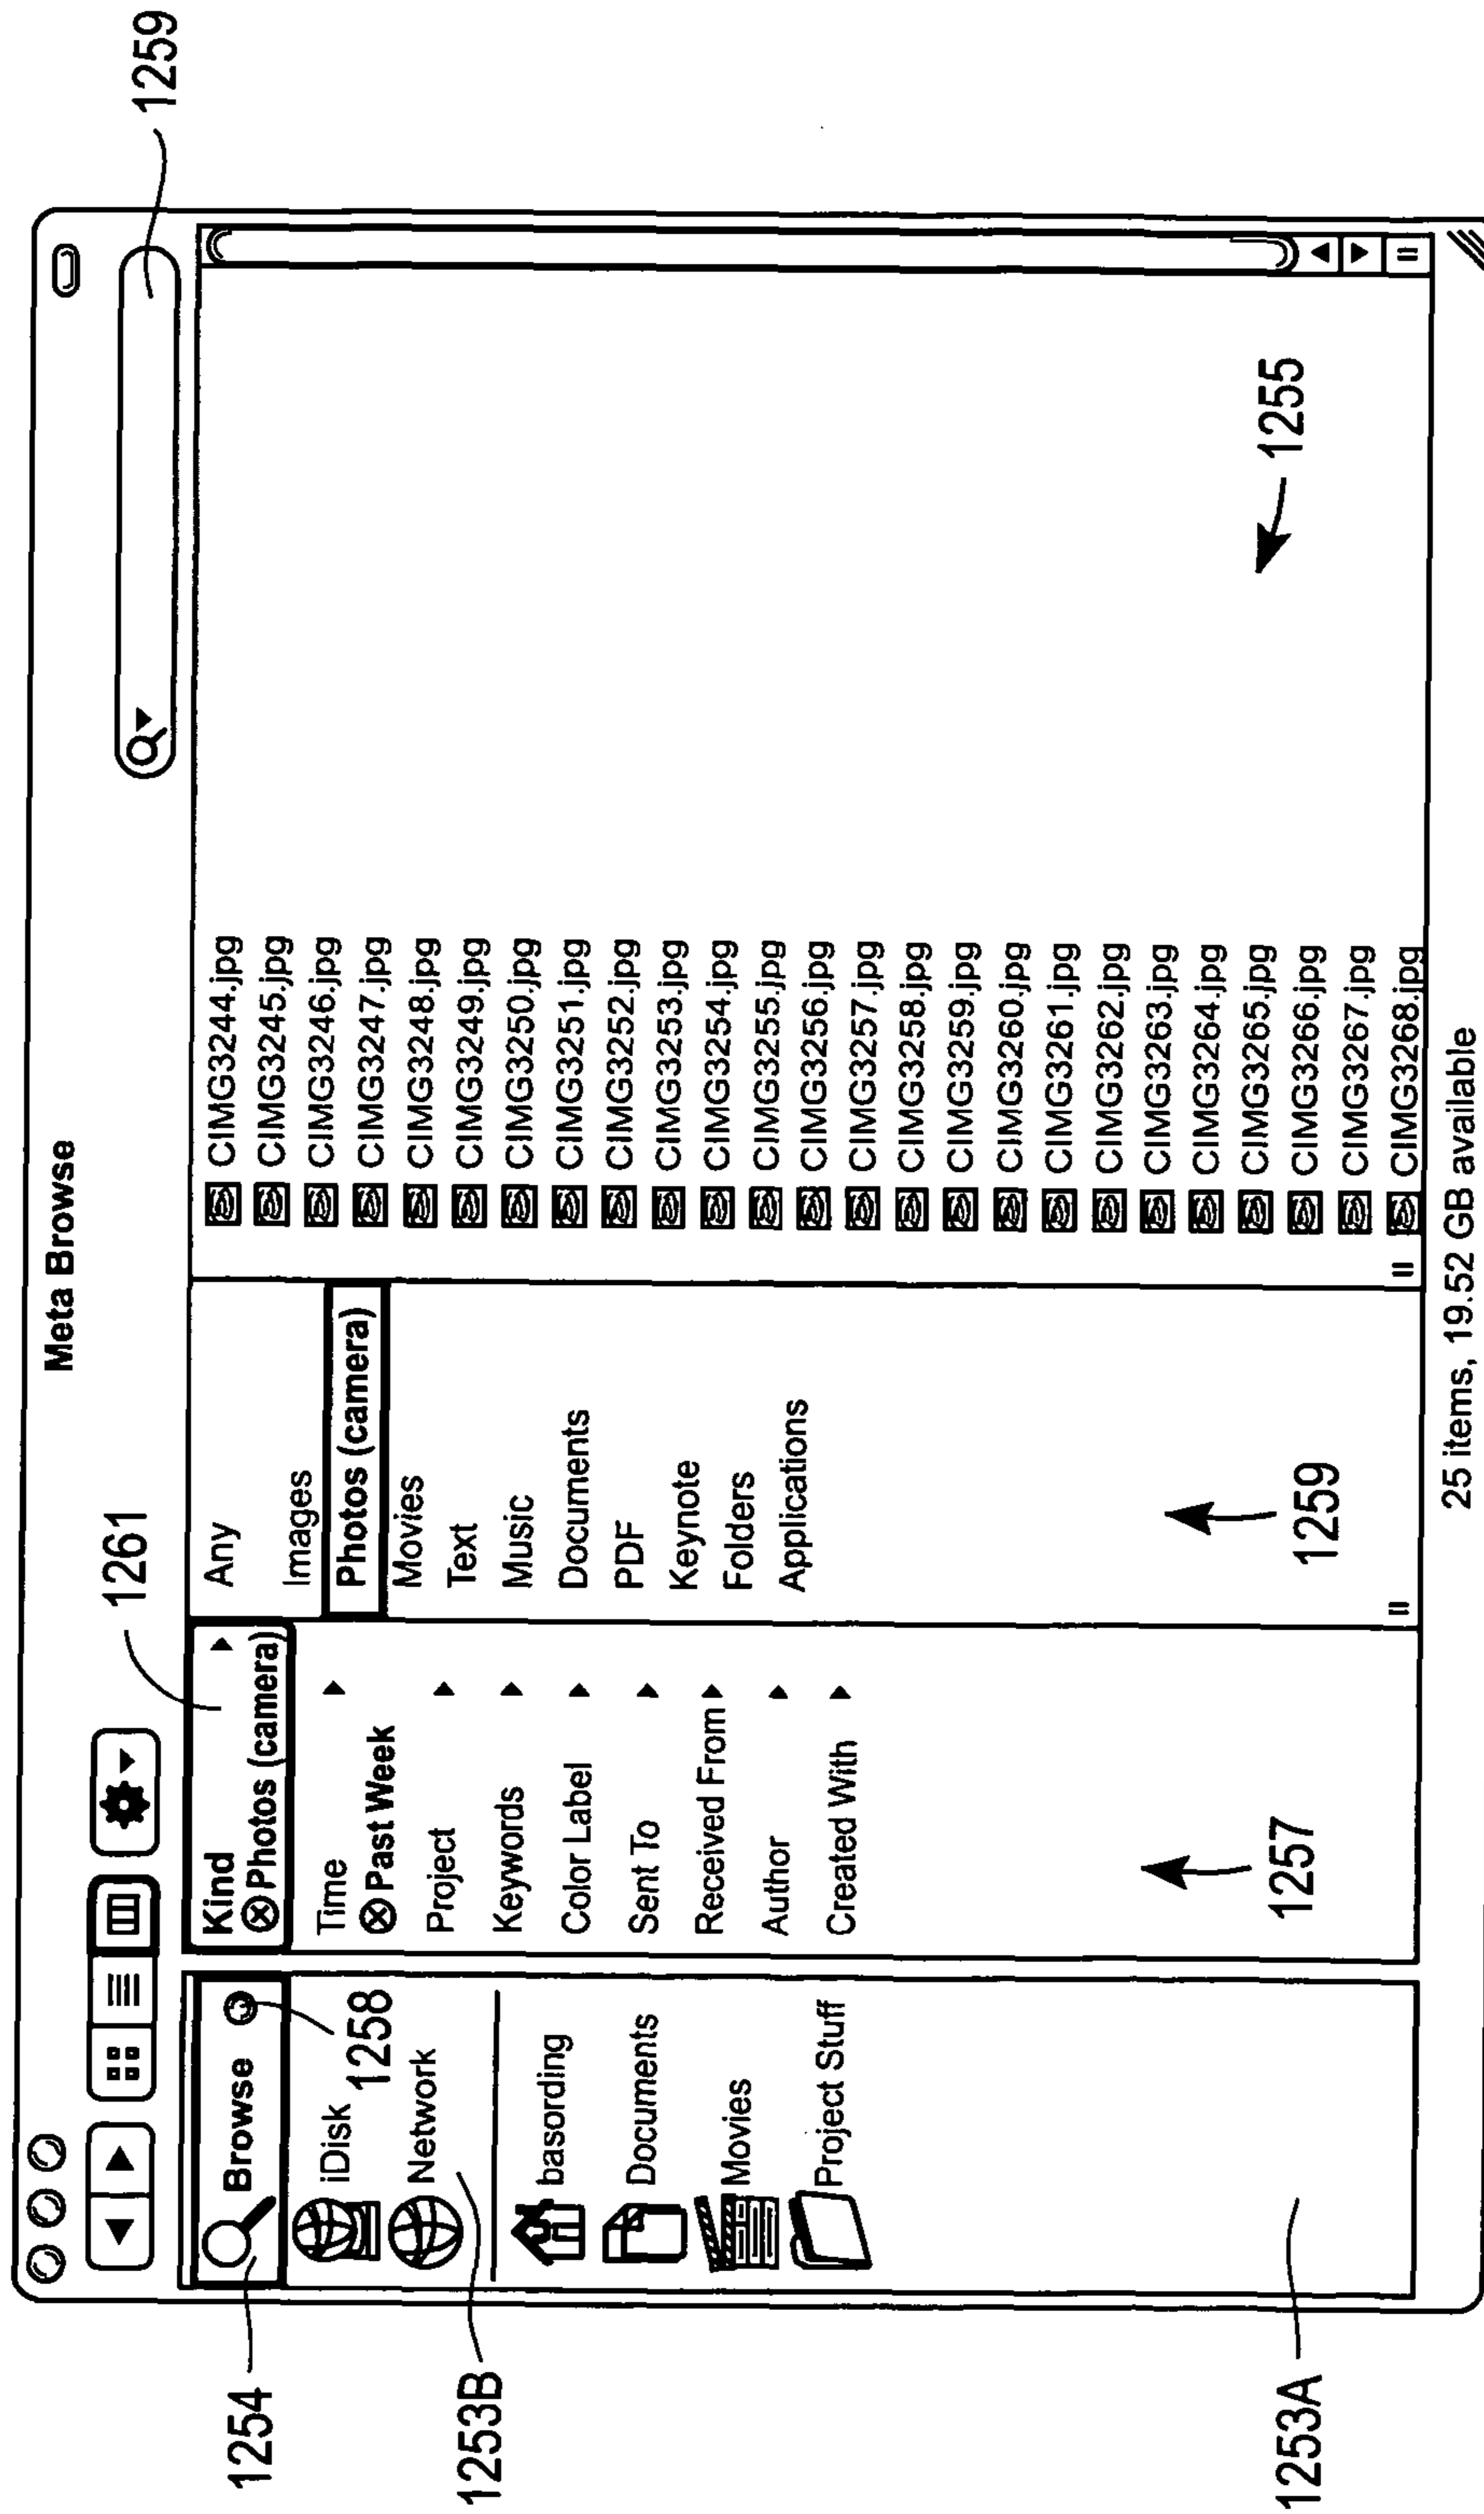 1259
Meta Browse
1261
1254
Browse
1258
iDisk
Network
1253B
basording
Documents
Movies
Project Stuff
1253A
Kind
Photos (camera)
Time
Past Week
Project
Keywords
Color Label
Sent To
Received From
Author
Created With
1257
Any
Images
Photos (camera)
Movies
Text
Music
Documents
PDF
Keynote
Folders
Applications
1259
CIMG3244.jpg
CIMG3245.jpg
CIMG3246.jpg
CIMG3247.jpg
CIMG3248.jpg
CIMG3249.jpg
CIMG3250.jpg
CIMG3251.jpg
CIMG3252.jpg
CIMG3253.jpg
CIMG3254.jpg
CIMG3255.jpg
CIMG3256.jpg
CIMG3257.jpg
CIMG3258.jpg
CIMG3259.jpg
CIMG3260.jpg
CIMG3261.jpg
CIMG3262.jpg
CIMG3263.jpg
CIMG3264.jpg
CIMG3265.jpg
CIMG3266.jpg
CIMG3267.jpg
CIMG3268.jpg
1255
25 items, 19.52 GB available